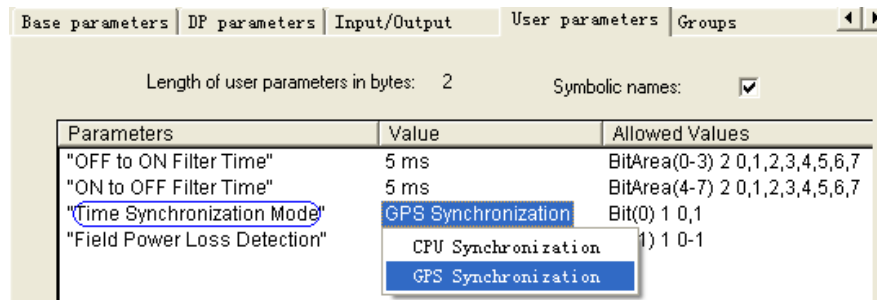 Base parameters DP parameters Input/Output User parameters Groups
Length of user parameters in bytes: 2 Symbolic names:
Parameters Value Allowed Values
"OFF to ON Filter Time" 5 ms BitArea(0-3) 2 0,1,2,3,4,5,6,7
"ON to OFF Filter Time" 5 ms BitArea(4-7) 2 0,1,2,3,4,5,6,7
"Time Synchronization Mode" GPS Synchronization Bit(0) 1 0,1
"Field Power Loss Detection" 1) 1 0-1
CPU Synchronization
GPS Synchronization